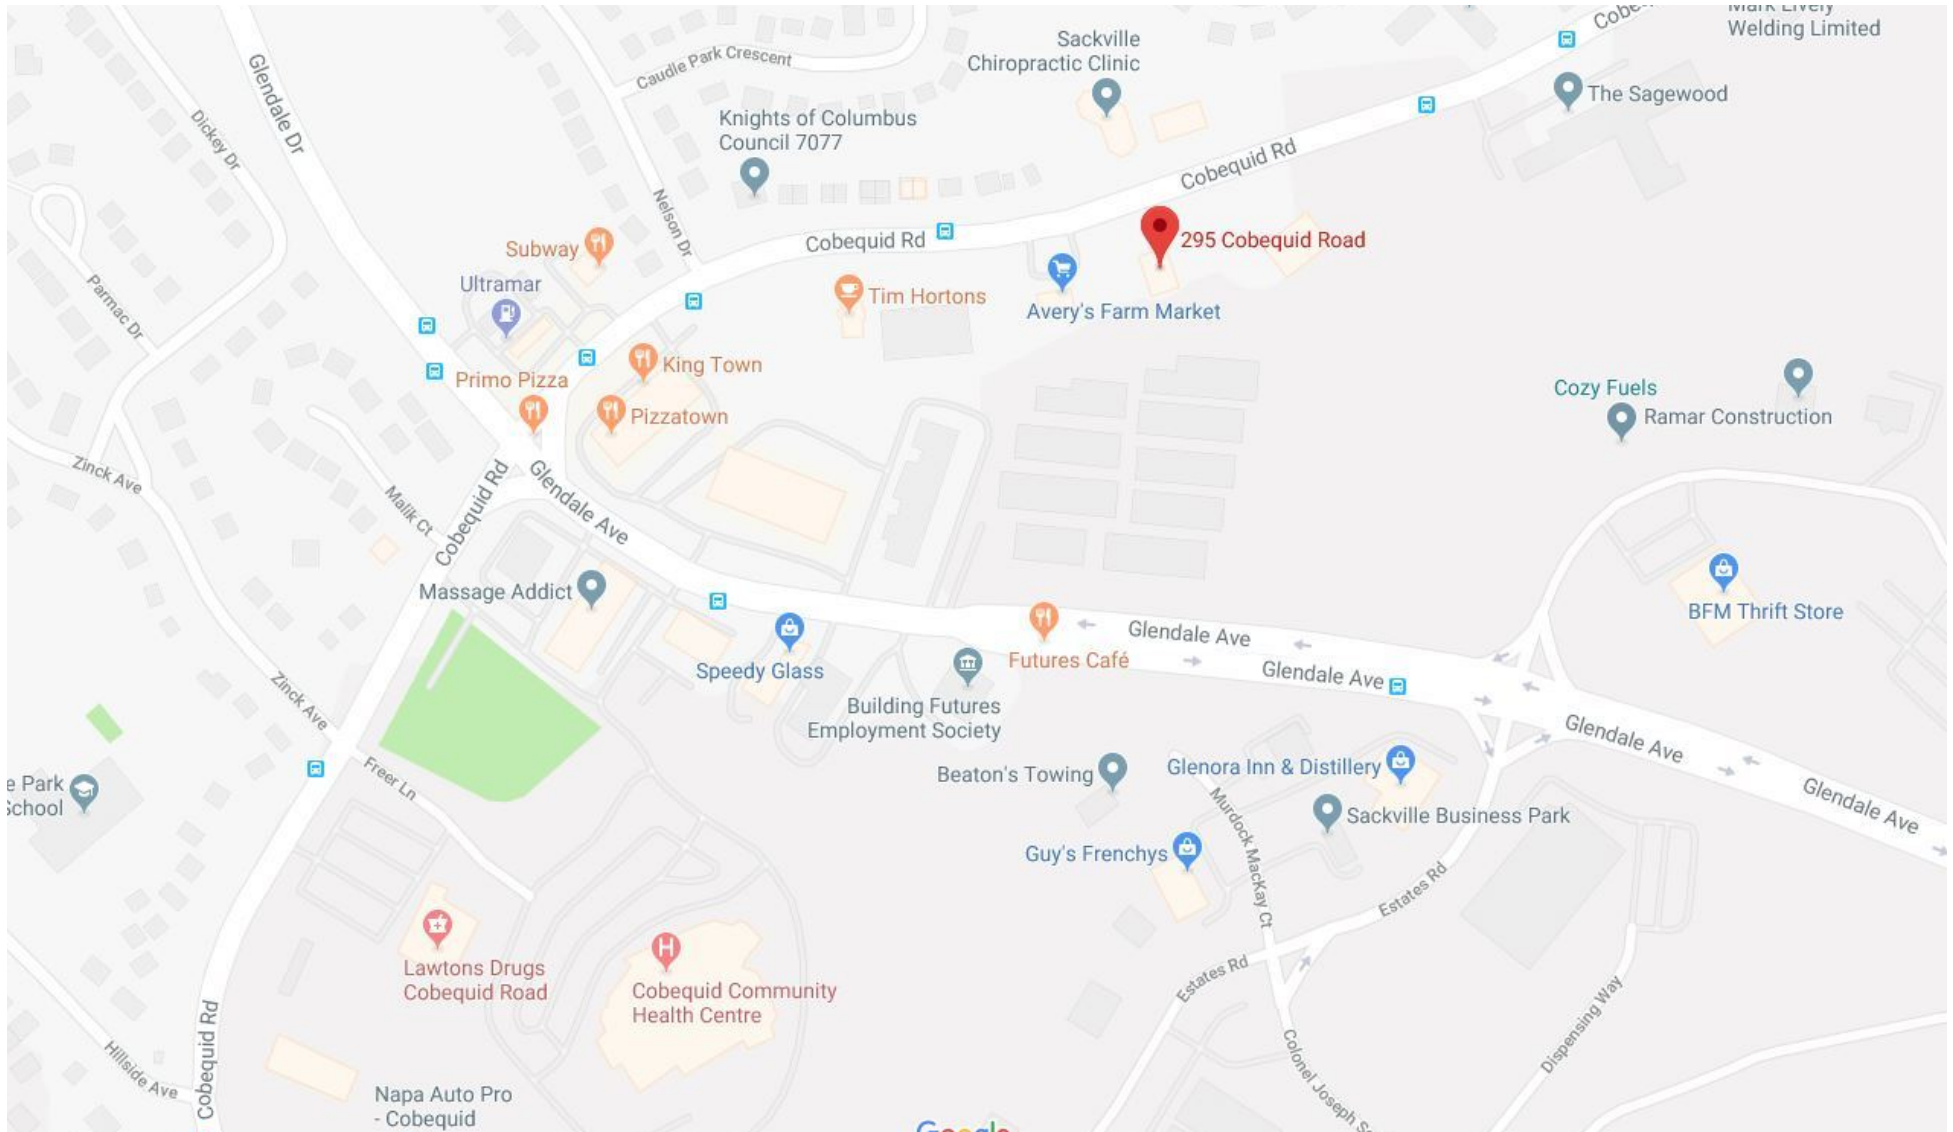 Mark Lively
Welding Limited
Cobe
Glendale Dr
Caudle Park Crescent
Sackville
Chiropractic Clinic
The Sagewood
Dickey Dr
Knights of Columbus
Council 7077
Cobequid Rd
Nelson Dr
Subway
Cobequid Rd
295 Cobequid Road
Ultramar
Parmac Dr
Tim Hortons
Avery's Farm Market
King Town
Primo Pizza
Pizzatown
Cozy Fuels
Ramar Construction
Zinck Ave
Malik Ct
Cobequid Rd
Glendale Ave
Massage Addict
BFM Thrift Store
Speedy Glass
Futures Café
Glendale Ave
Glendale Ave
Zinck Ave
Building Futures
Employment Society
Glendale Ave
Freer Ln
e Park
School
Beaton's Towing
Glenora Inn & Distillery
Murdock MacKay Ct
Sackville Business Park
Glendale Ave
Guy's Frenchys
Estates Rd
Lawtons Drugs
Cobequid Road
Cobequid Community
Health Centre
Estates Rd
Dispensing Way
Cobequid Rd
Hillside Ave
Colonel Joseph Sc
Napa Auto Pro
- Cobequid
Google